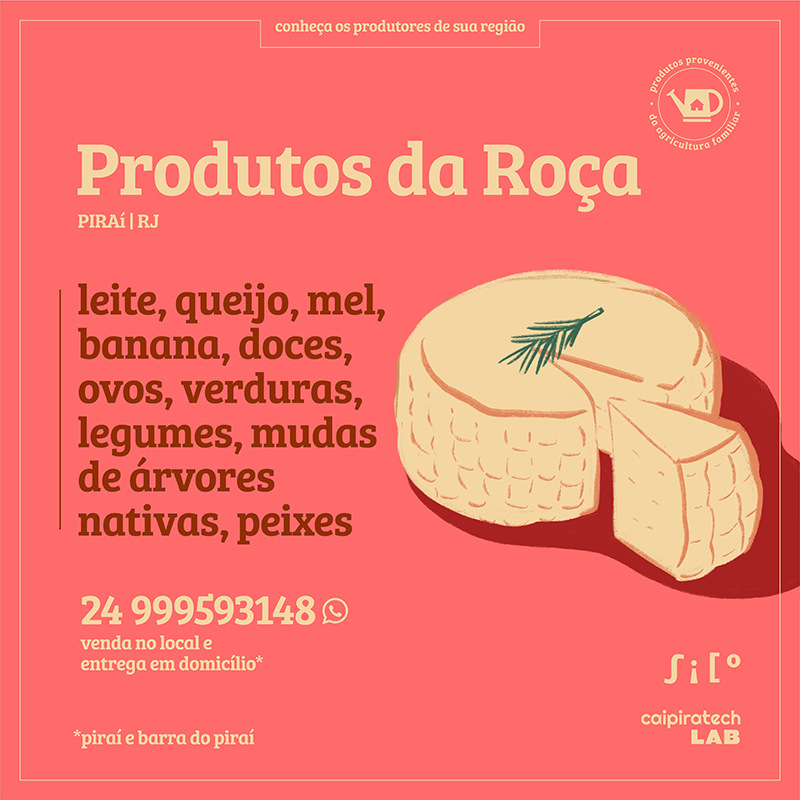 conheça os produtores de sua região
produtos provenientes
da agricultura familiar
Produtos da Roça
PIRAí | RJ
leite, queijo, mel,
banana, doces,
ovos, verduras,
legumes, mudas
de árvores
nativas, peixes
24 999593148
venda no local e
entrega em domicílio*
*piraí e barra do piraí
silo
caipiratech
LAB